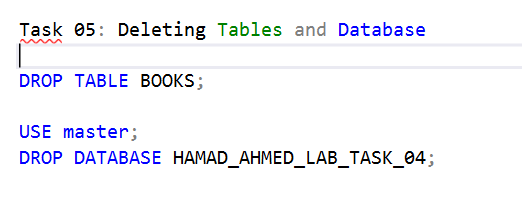 Task 05: Deleting Tables and Database
DROP TABLE BOOKS;
USE master;
DROP DATABASE HAMAD_AHMED_LAB_TASK_04;